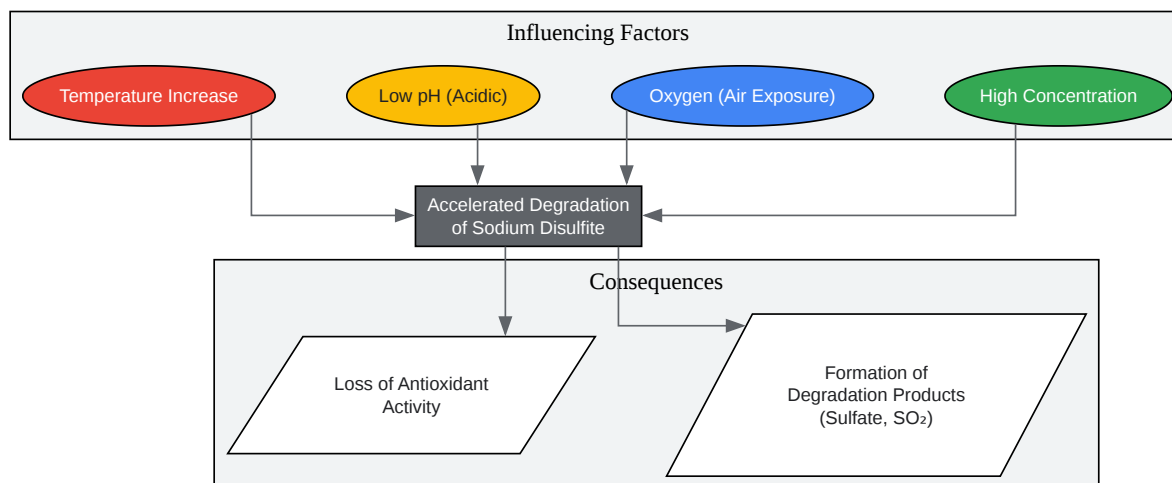 Influencing Factors
Temperature Increase
Low pH (Acidic)
Oxygen (Air Exposure)
High Concentration
Accelerated Degradation
of Sodium Disulfite
Consequences
Loss of Antioxidant
Activity
Formation of
Degradation Products
(Sulfate, SO₂)